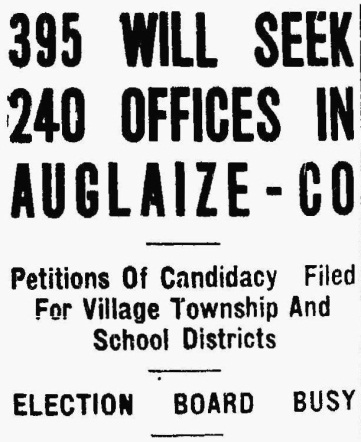 395 WILL SEEK
240 OFFICES IN
AUGLAIZE - CO
Petitions Of Candidacy Filed
For Village Township And
School Districts
ELECTION BOARD BUSY